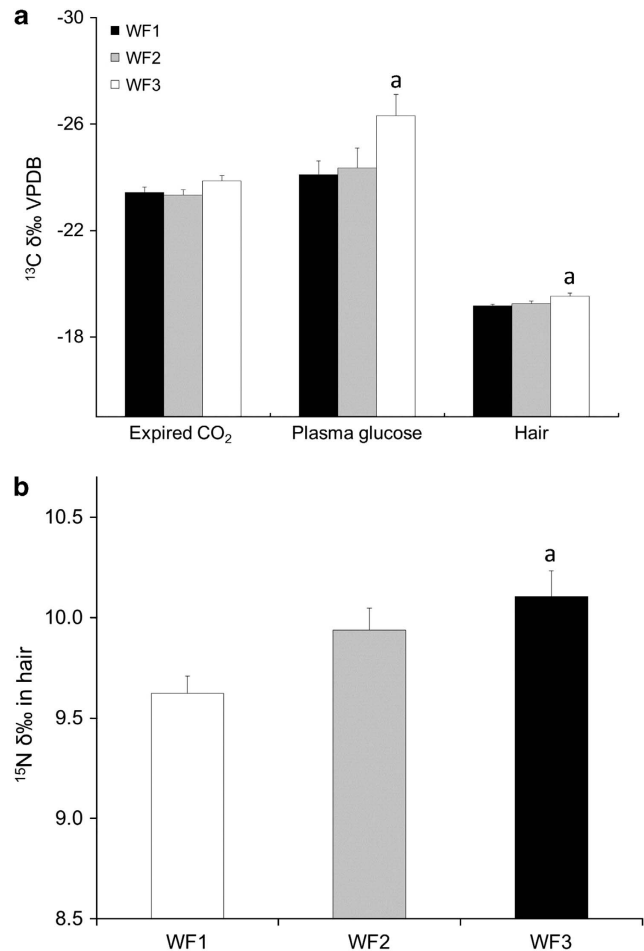 a
-30
WF1
WF2
WF3
a
-26
-22
a
-18
¹³C δ‰ VPDB
Expired CO₂ Plasma glucose Hair
b
10.5
a
10.0
9.5
9.0
8.5
¹⁵N δ‰ in hair
WF1 WF2 WF3